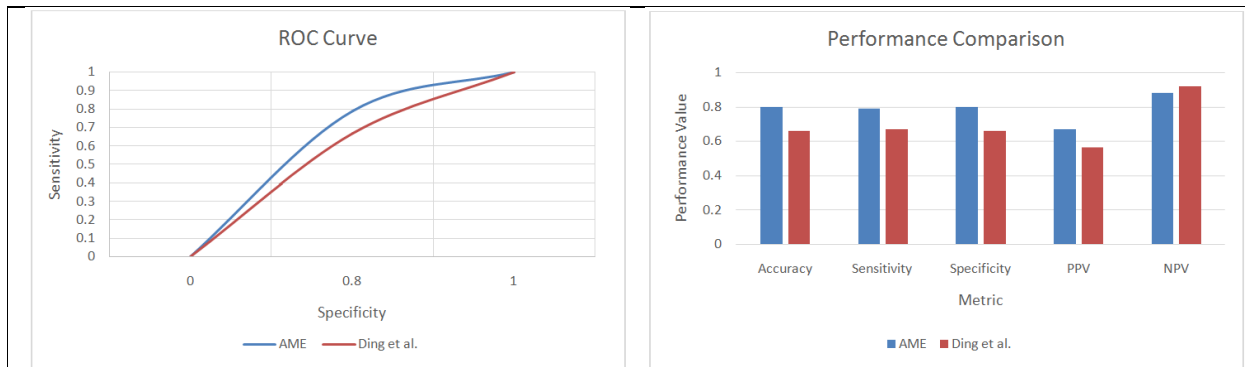 ROC Curve
1
0.9
0.8
0.7
0.6
0.5
0.4
0.3
0.2
0.1
0
Sensitivity
0 0.8 1
Specificity
AME Ding et al.
Performance Comparison
1
0.8
0.6
0.4
0.2
0
Performance Value
Accuracy Sensitivity Specificity PPV NPV
Metric
AME Ding et al.